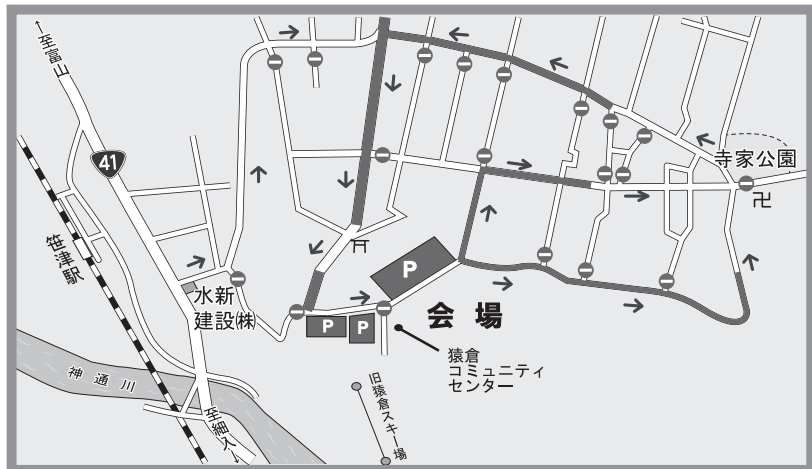 至富山
41
寺家公園
笹津駅
水新
建設㈱
P
P
P
会場
猿倉
コミュニティ
センター
神通川
至細入
旧猿倉スキー場